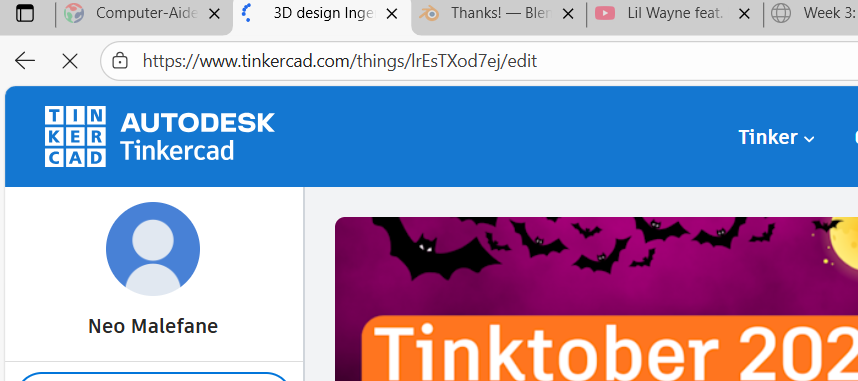 Computer-Aide
3D design Inge
Thanks! — Blen
Lil Wayne feat.
Week 3:
https://www.tinkercad.com/things/lrEsTXod7ej/edit
TIN
KER
CAD
AUTODESK
Tinkercad
Tinker
Neo Malefane
Tinktober 202